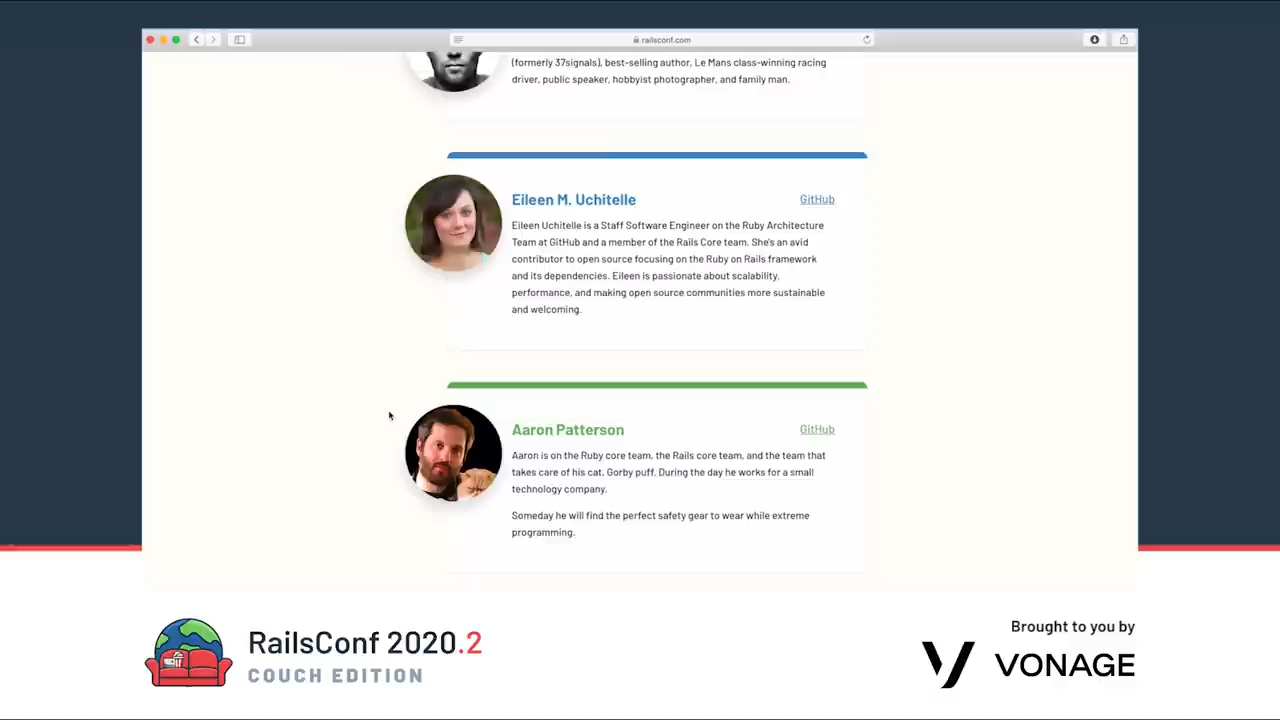 railsconf.com
(formerly 37signals), best-selling author, Le Mans class-winning racing
driver, public speaker, hobbyist photographer, and family man.
Eileen M. Uchitelle
GitHub
Eileen Uchitelle is a Staff Software Engineer on the Ruby Architecture
Team at GitHub and a member of the Rails Core team. She's an avid
contributor to open source focusing on the Ruby on Rails framework
and its dependencies. Eileen is passionate about scalability,
performance, and making open source communities more sustainable
and welcoming.
Aaron Patterson
GitHub
Aaron is on the Ruby core team, the Rails core team, and the team that
takes care of his cat, Gorby puff. During the day he works for a small
technology company.
Someday he will find the perfect safety gear to wear while extreme
programming.
RailsConf 2020.2
COUCH EDITION
Brought to you by
VONAGE